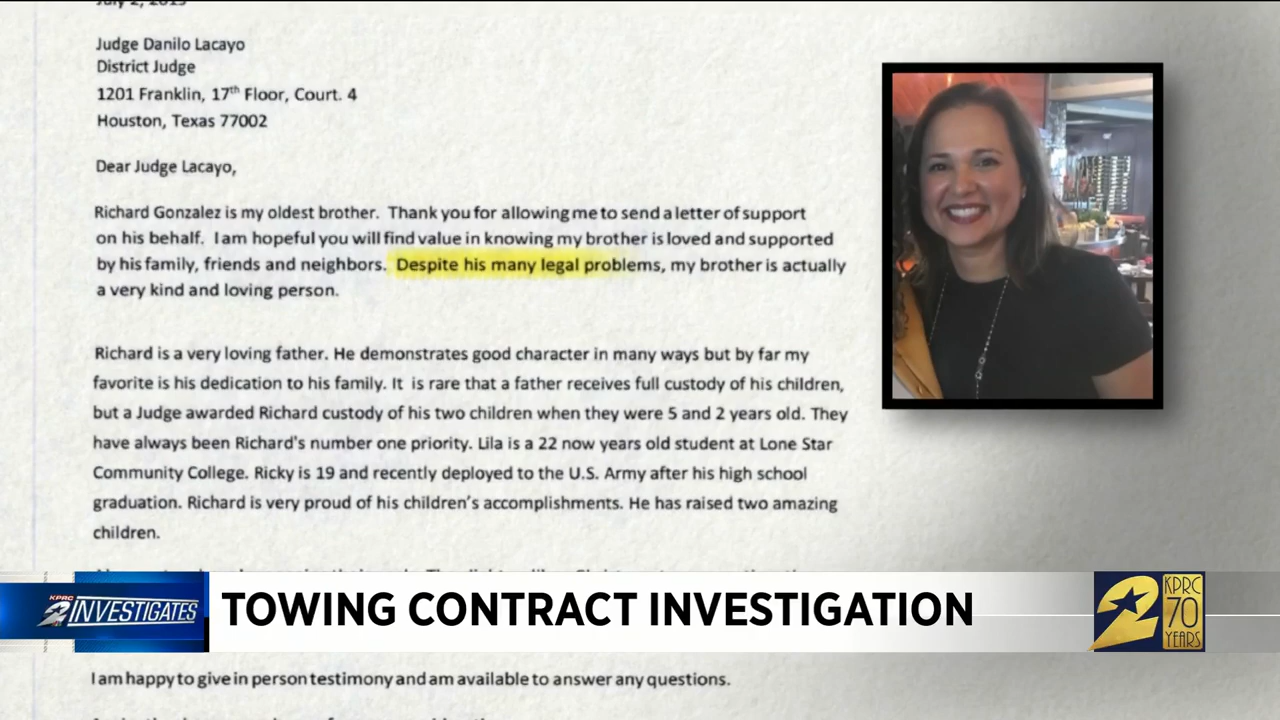 July 2, 2019
Judge Danilo Lacayo
District Judge
1201 Franklin, 17th Floor, Court. 4
Houston, Texas 77002
Dear Judge Lacayo,
Richard Gonzalez is my oldest brother. Thank you for allowing me to send a letter of support
on his behalf. I am hopeful you will find value in knowing my brother is loved and supported
by his family, friends and neighbors. Despite his many legal problems, my brother is actually
a very kind and loving person.
Richard is a very loving father. He demonstrates good character in many ways but by far my
favorite is his dedication to his family. It is rare that a father receives full custody of his children,
but a Judge awarded Richard custody of his two children when they were 5 and 2 years old. They
have always been Richard's number one priority. Lila is a 22 now years old student at Lone Star
Community College. Ricky is 19 and recently deployed to the U.S. Army after his high school
graduation. Richard is very proud of his children's accomplishments. He has raised two amazing
children.
KPRC
2 INVESTIGATES
TOWING CONTRACT INVESTIGATION
2
KPRC
70
YEARS
I am happy to give in person testimony and am available to answer any questions.